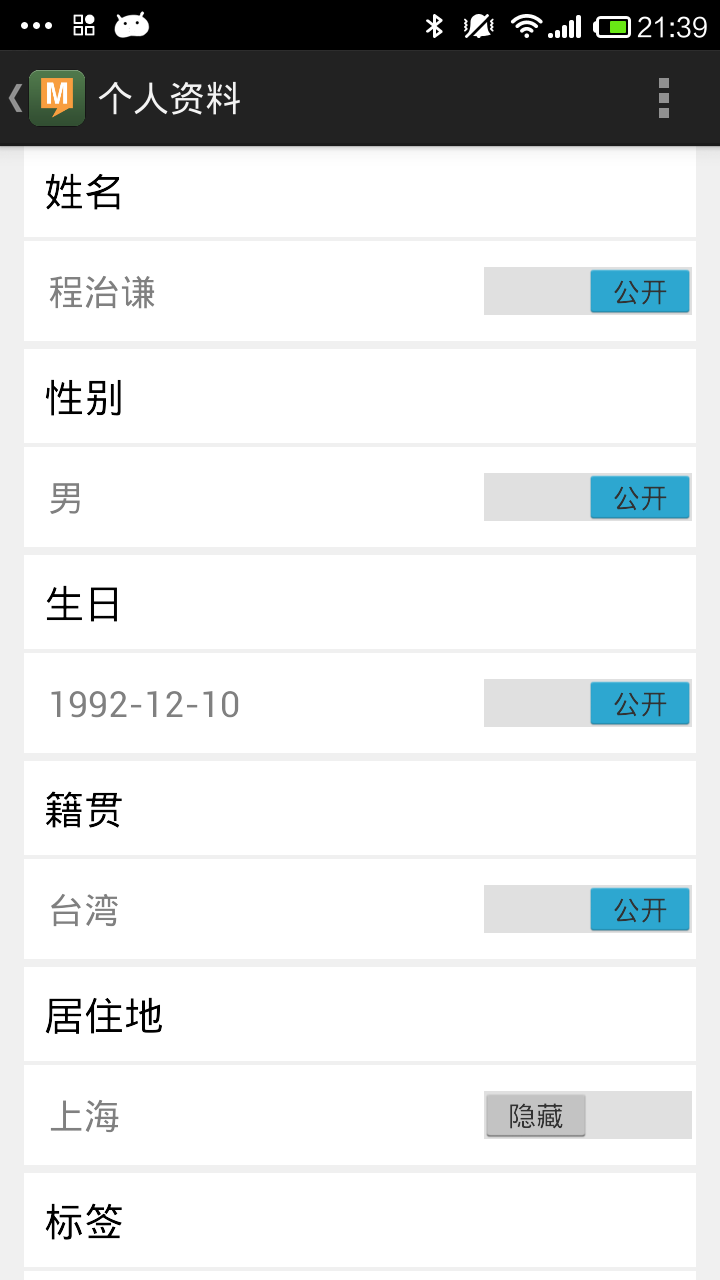 21:39
M 个人资料
姓名
程治谦 公开
性别
男 公开
生日
1992-12-10 公开
籍贯
台湾 公开
居住地
上海 隐藏
标签